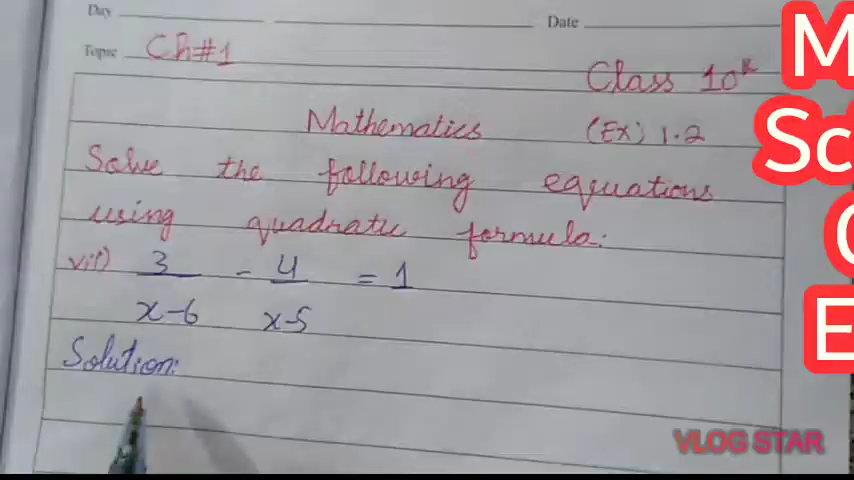 Day
Date
Topic Ch#1
Class 10th
Mathematics (EX) 1.2
Solve the following equations
using quadratic formula:
vii) 3/x-6 - 4/x-5 = 1
Solution:
M
Sc
E
VLOG STAR